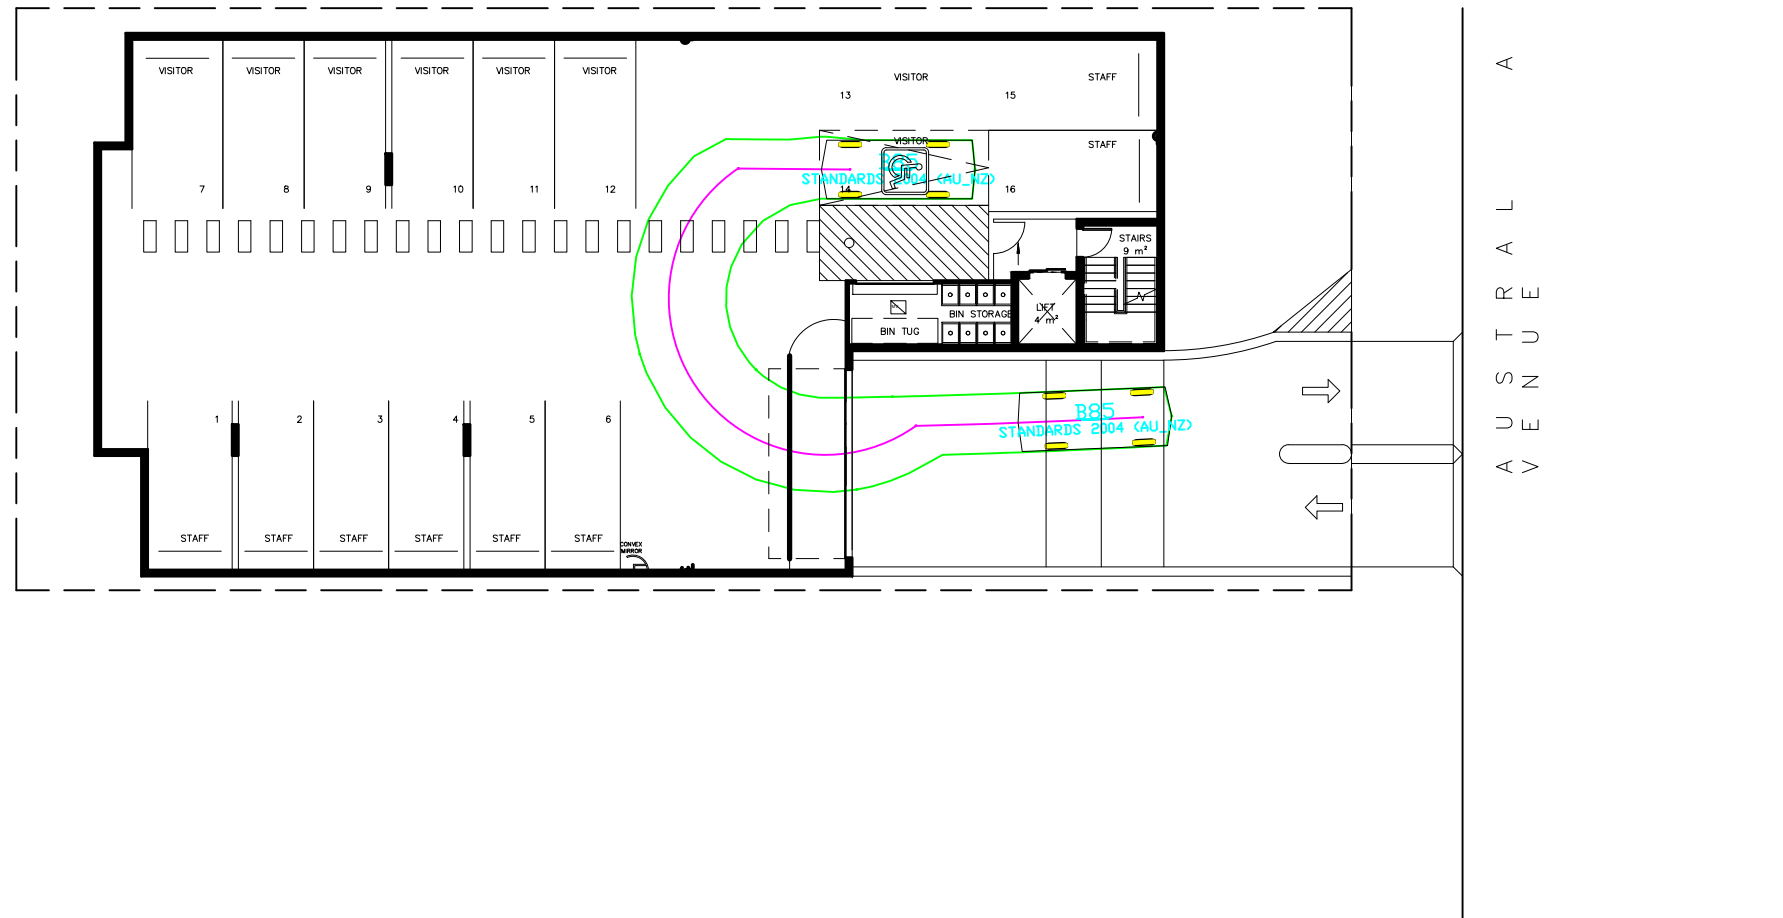 VISITOR
VISITOR
VISITOR
VISITOR
VISITOR
VISITOR
VISITOR
STAFF
13
15
VISITOR
STAFF
B85
STANDARDS 2004 (AU_NZ)
7
8
9
10
11
12
14
16
STAIRS
9 m²
LIFT
4 m²
BIN STORAGE
BIN TUG
1
2
3
4
5
6
B85
STANDARDS 2004 (AU_NZ)
STAFF
STAFF
STAFF
STAFF
STAFF
STAFF
CONVEX
MIRROR
AUSTRAL A
AVENUE